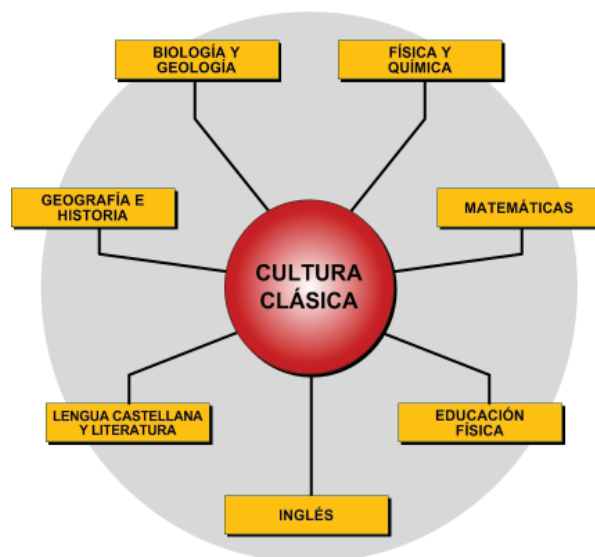 BIOLOGÍA Y
GEOLOGÍA
FÍSICA Y
QUÍMICA
GEOGRAFÍA E
HISTORIA
MATEMÁTICAS
CULTURA
CLÁSICA
LENGUA CASTELLANA
Y LITERATURA
EDUCACIÓN
FÍSICA
INGLÉS